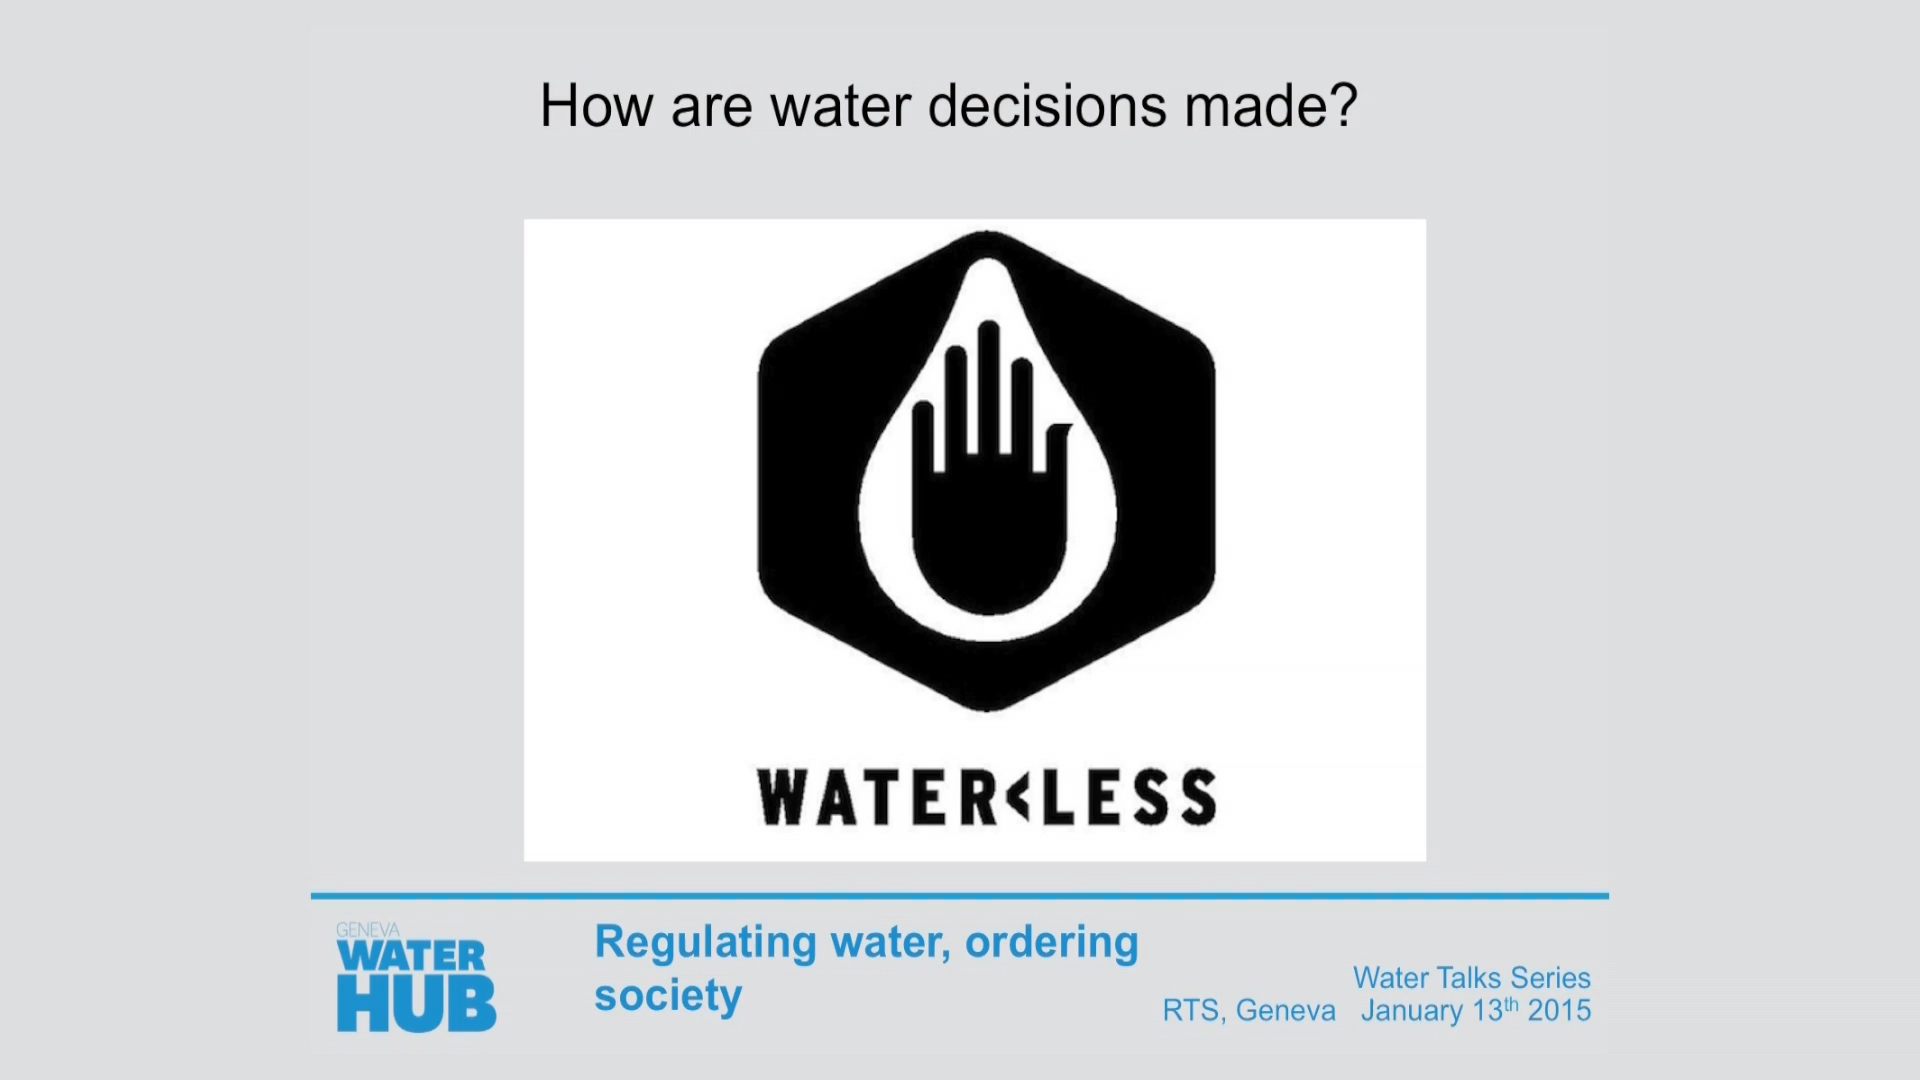 How are water decisions made?
WATER<LESS
GENEVA
WATER
HUB
Regulating water, ordering
society
Water Talks Series
RTS, Geneva January 13th 2015